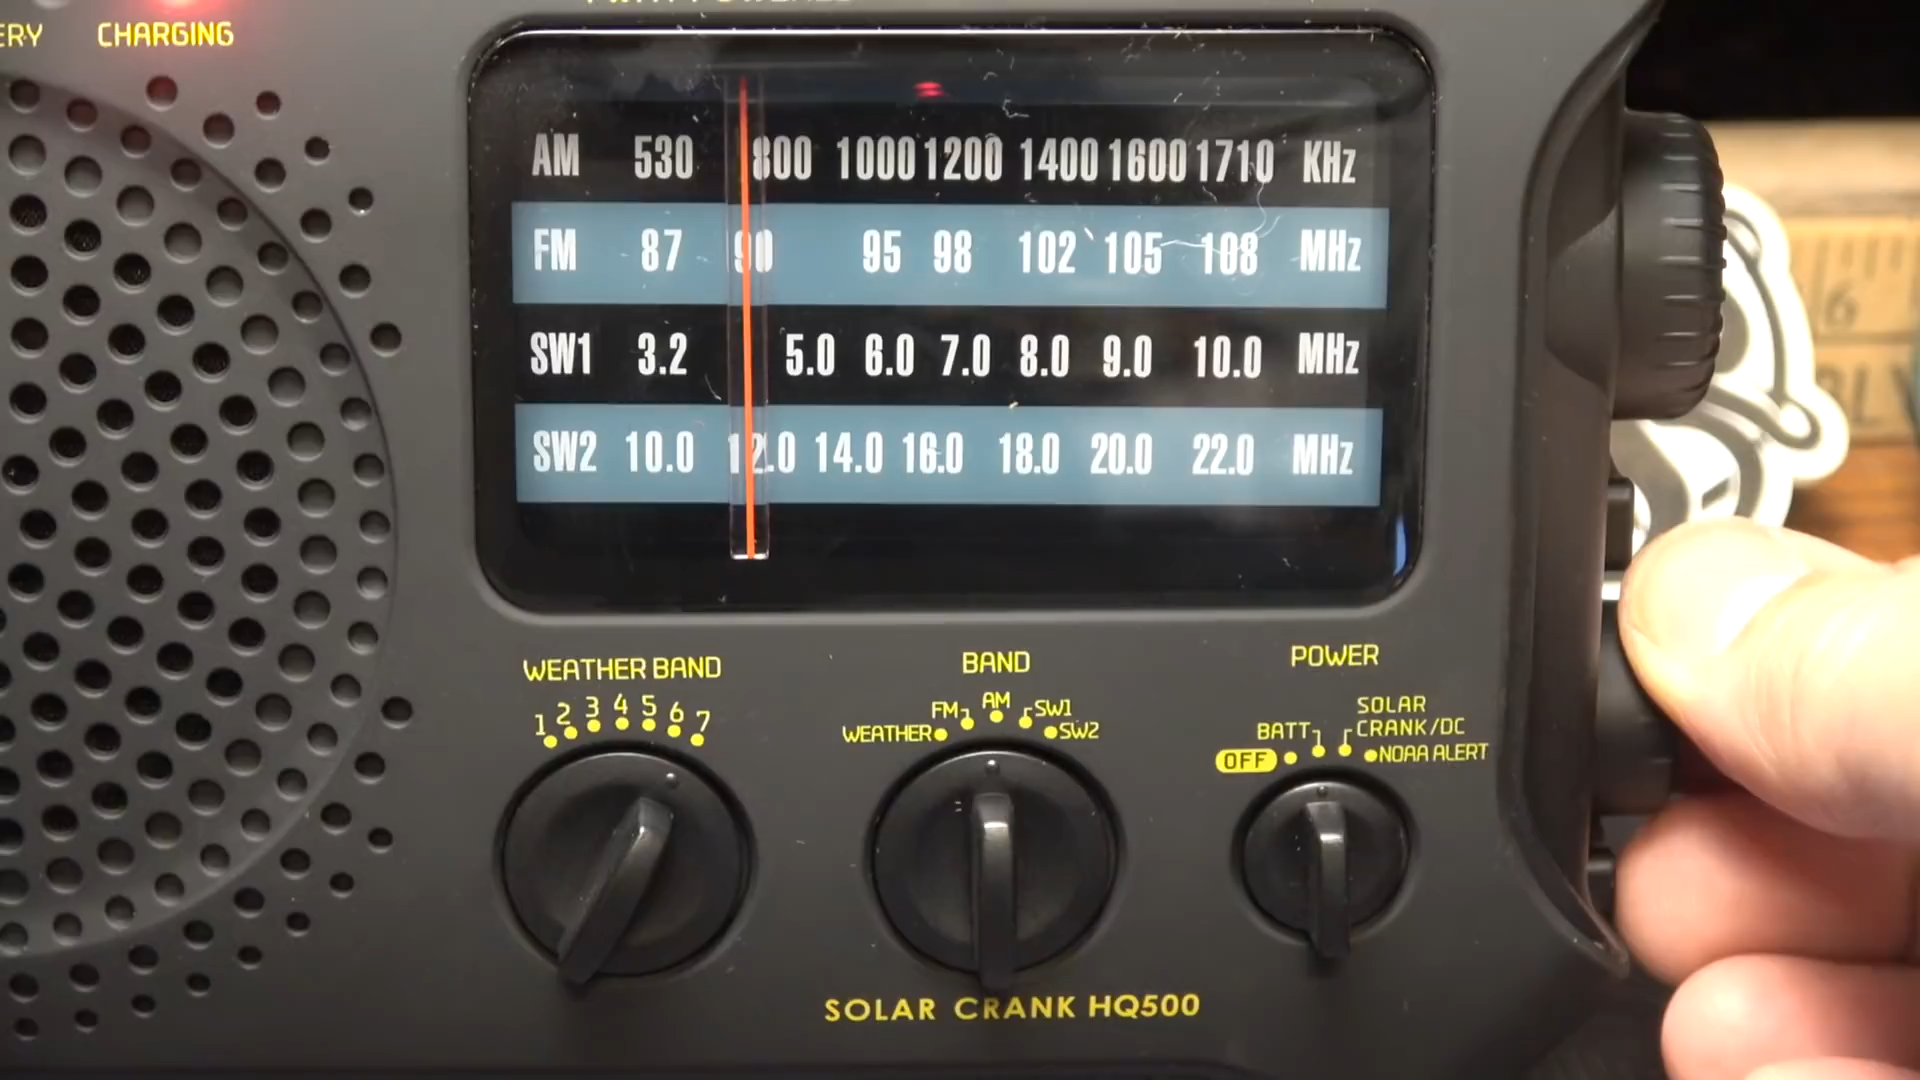 CHARGING
AM 530 800 1000 1200 1400 1600 1710 KHz
FM 87 90 95 98 102 105 108 MHz
SW1 3.2 5.0 6.0 7.0 8.0 9.0 10.0 MHz
SW2 10.0 12.0 14.0 16.0 18.0 20.0 22.0 MHz
WEATHER BAND
1 2 3 4 5 6 7
BAND
WEATHER FM AM SW1 SW2
POWER
OFF BATT SOLAR
CRANK/DC
NOAA ALERT
SOLAR CRANK HQ500
6